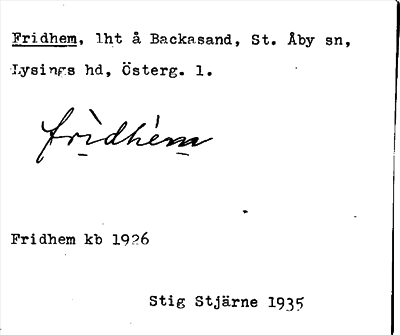 Fridhem, lht å Backasand, St. Åby sn,
Lysings hd, Österg. l.
fridhem
Fridhem kb 1926
Stig Stjärne 1935